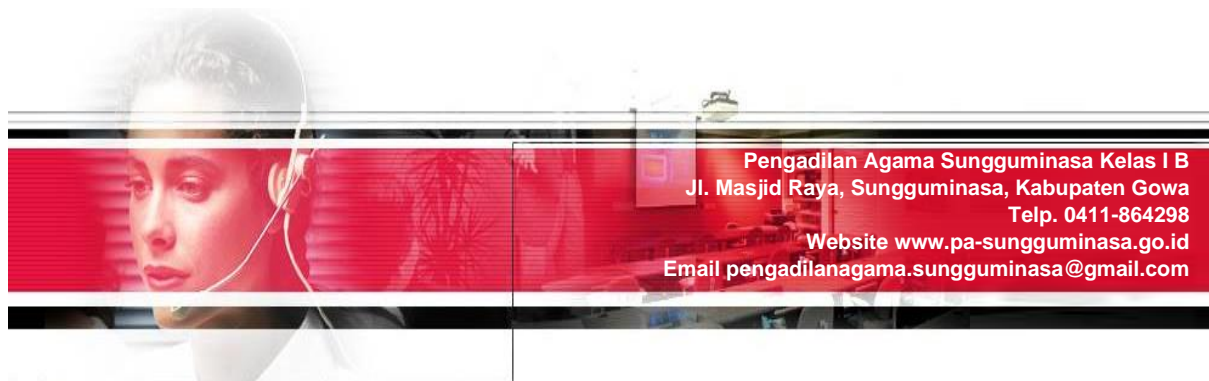 Pengadilan Agama Sungguminasa Kelas I B
Jl. Masjid Raya, Sungguminasa, Kabupaten Gowa
Telp. 0411-864298
Website www.pa-sungguminasa.go.id
Email pengadilanagama.sungguminasa@gmail.com